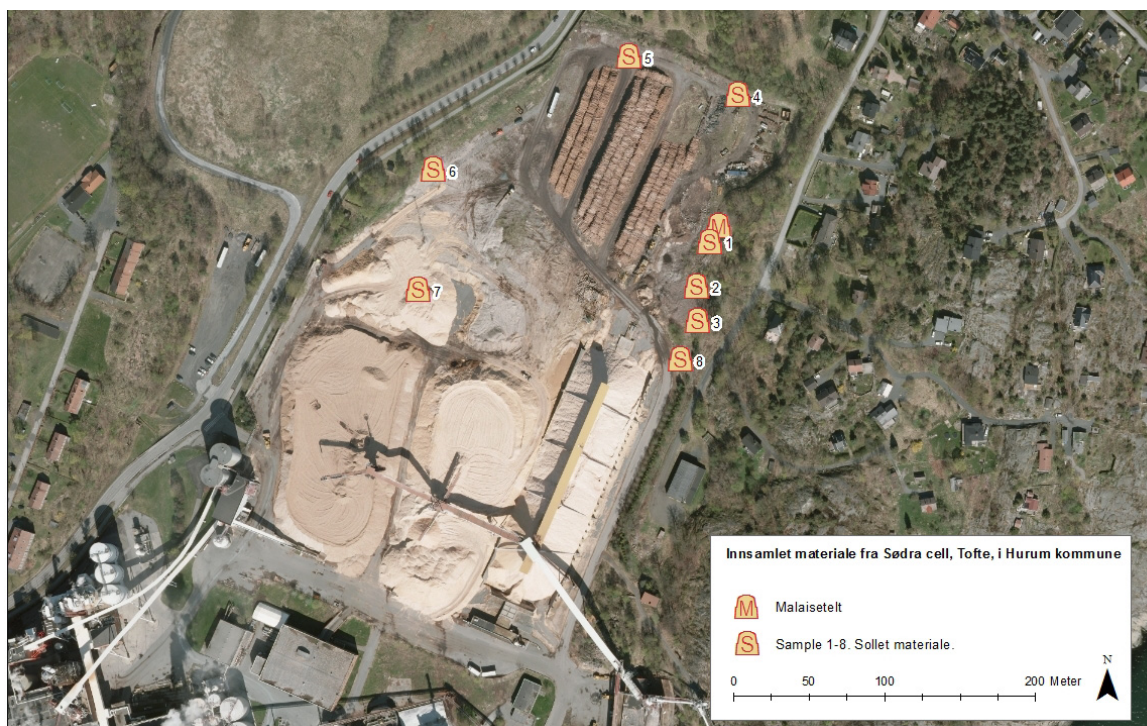 S 5
S 4
S 6
M
S 1
S 2
S 7
S 3
S 8
Innsamlet materiale fra Sødra cell, Tofte, i Hurum kommune
M Malaisetelt
S Sample 1-8. Sollet materiale.
N
0 50 100 200 Meter